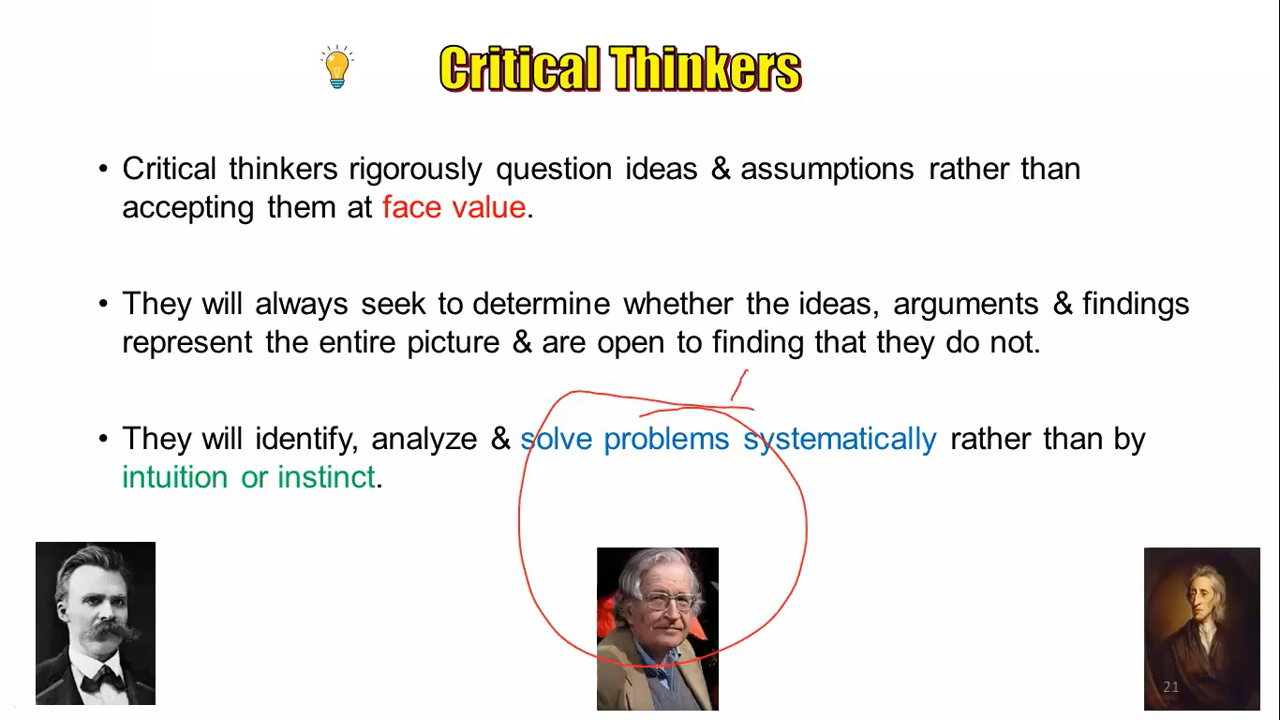 Critical Thinkers
• Critical thinkers rigorously question ideas & assumptions rather than
accepting them at face value.
• They will always seek to determine whether the ideas, arguments & findings
represent the entire picture & are open to finding that they do not.
• They will identify, analyze & solve problems systematically rather than by
intuition or instinct.
21